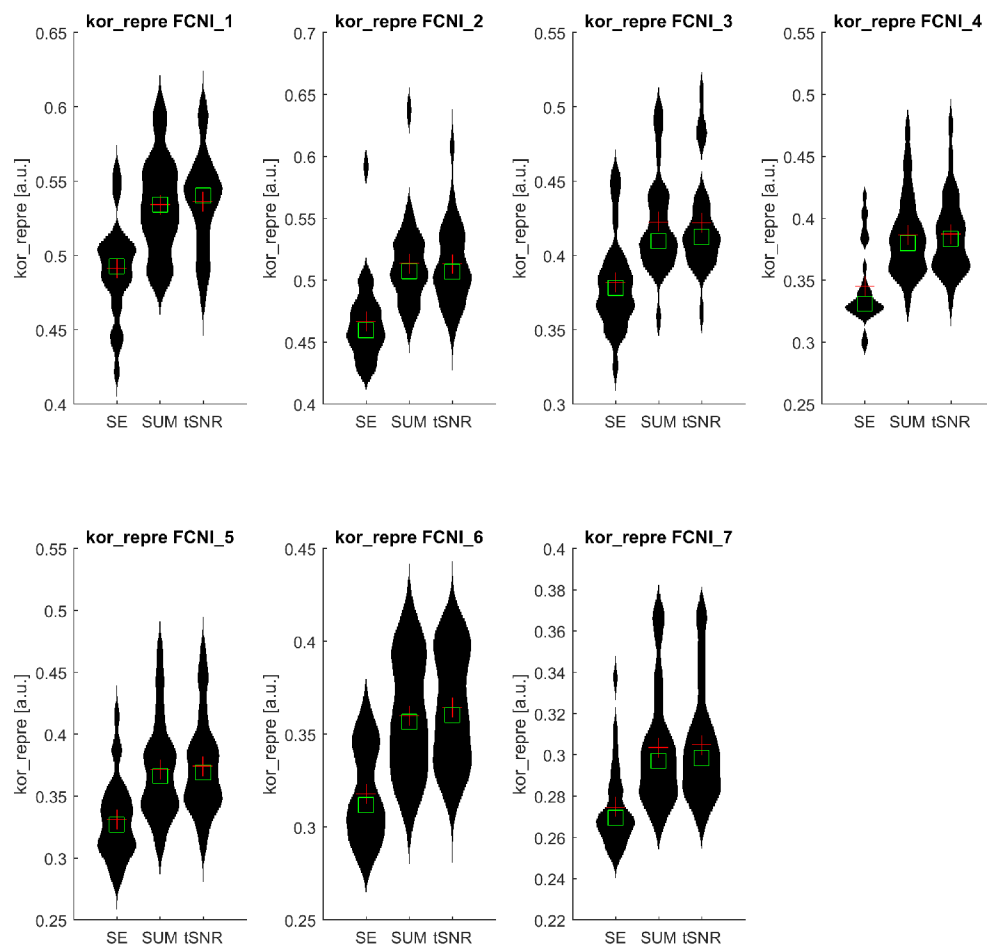 kor_repre FCNI_1
kor_repre [a.u.]
0.65
0.6
0.55
0.5
0.45
0.4
SE SUM tSNR
kor_repre FCNI_2
kor_repre [a.u.]
0.7
0.65
0.6
0.55
0.5
0.45
0.4
SE SUM tSNR
kor_repre FCNI_3
kor_repre [a.u.]
0.55
0.5
0.45
0.4
0.35
0.3
SE SUM tSNR
kor_repre FCNI_4
kor_repre [a.u.]
0.55
0.5
0.45
0.4
0.35
0.3
0.25
SE SUM tSNR
kor_repre FCNI_5
kor_repre [a.u.]
0.55
0.5
0.45
0.4
0.35
0.3
0.25
SE SUM tSNR
kor_repre FCNI_6
kor_repre [a.u.]
0.45
0.4
0.35
0.3
0.25
SE SUM tSNR
kor_repre FCNI_7
kor_repre [a.u.]
0.4
0.38
0.36
0.34
0.32
0.3
0.28
0.26
0.24
0.22
SE SUM tSNR